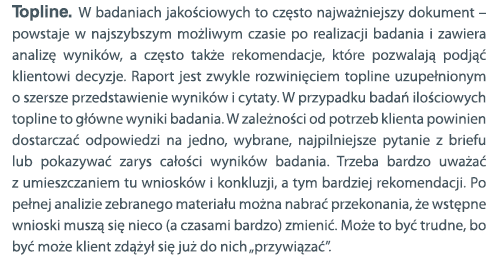 Topline. W badaniach jakościowych to często najważniejszy dokument –
powstaje w najszybszym możliwym czasie po realizacji badania i zawiera
analizę wyników, a często także rekomendacje, które pozwalają podjąć
klientowi decyzje. Raport jest zwykle rozwinięciem topline uzupełnionym
o szersze przedstawienie wyników i cytaty. W przypadku badań ilościowych
topline to główne wyniki badania. W zależności od potrzeb klienta powinien
dostarczać odpowiedzi na jedno, wybrane, najpilniejsze pytanie z briefu
lub pokazywać zarys całości wyników badania. Trzeba bardzo uważać
z umieszczaniem tu wniosków i konkluzji, a tym bardziej rekomendacji. Po
pełnej analizie zebranego materiału można nabrać przekonania, że wstępne
wnioski muszą się nieco (a czasami bardzo) zmienić. Może to być trudne, bo
być może klient zdążył się już do nich „przywiązać”.